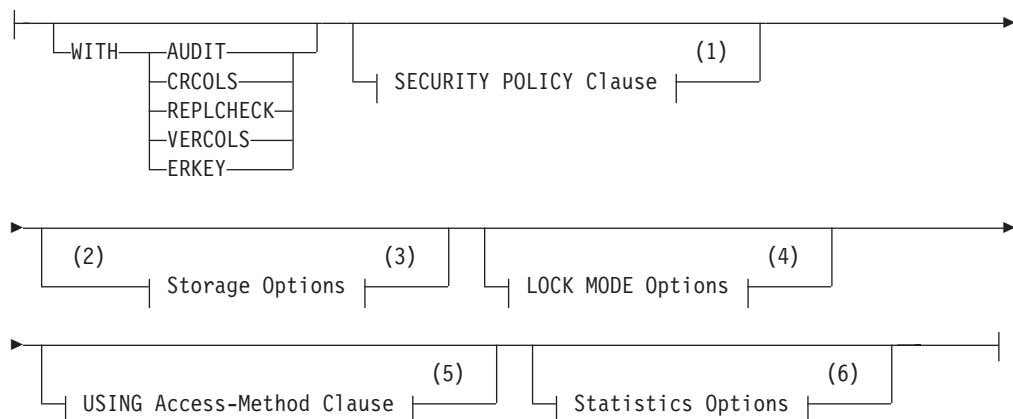 WITH AUDIT (1)
CRCOLS SECURITY POLICY Clause
REPLCHECK
VERCOLS
ERKEY
(2) (3) (4)
Storage Options LOCK MODE Options
(5) (6)
USING Access-Method Clause Statistics Options